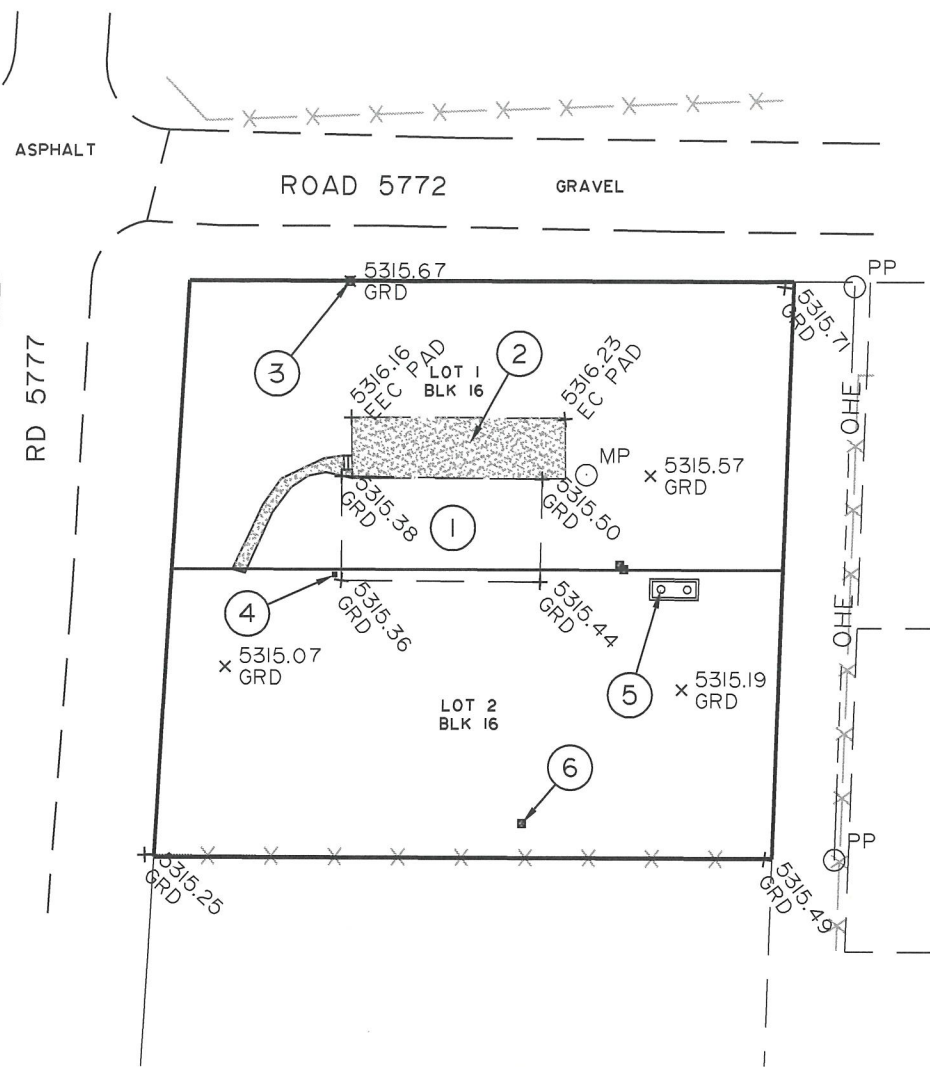 ASPHALT
ROAD 5772
GRAVEL
RD 5777
5315.67
GRD
PP
5315.71
GRD
3
2
5316.16
EEC PAD
LOT 1
BLK 16
5316.23
EC PAD
OHE
MP
5315.57
GRD
5315.38
GRD
1
5315.50
GRD
4
5315.36
GRD
5315.44
GRD
OHE
5315.07
GRD
5
5315.19
GRD
LOT 2
BLK 16
6
PP
5315.25
GRD
5315.49
GRD